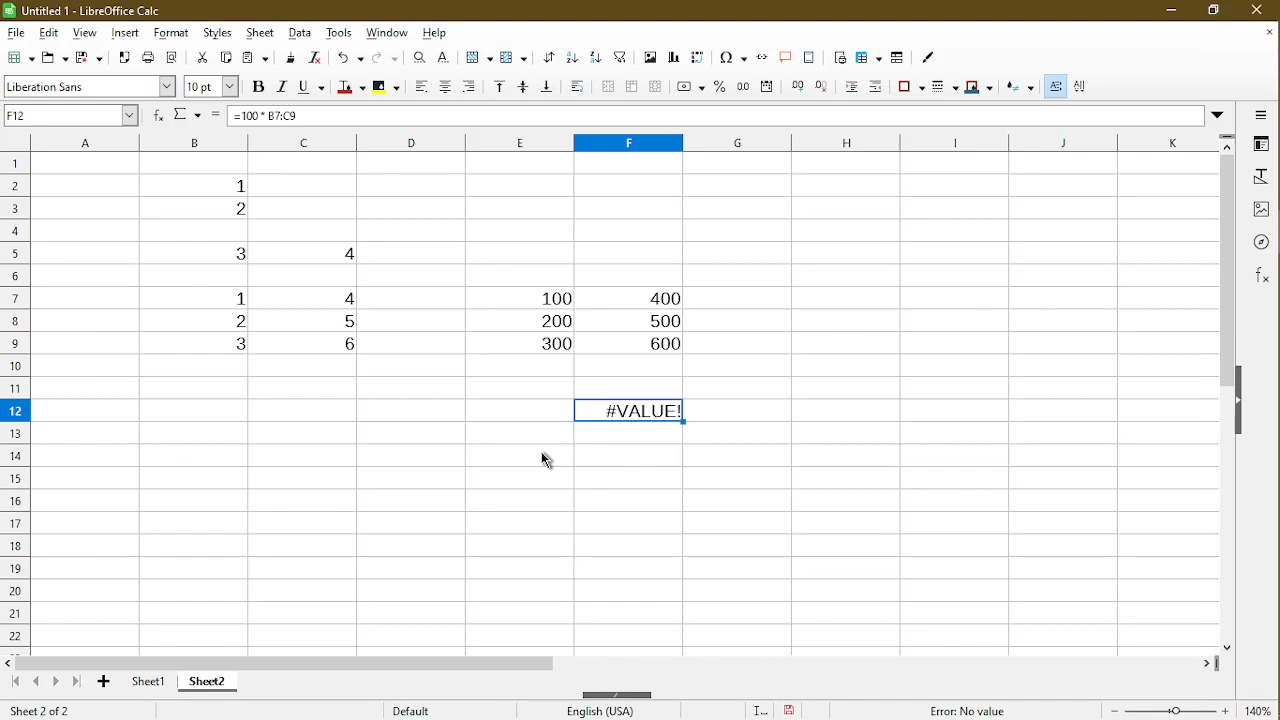 Untitled 1 - LibreOffice Calc
File Edit View Insert Format Styles Sheet Data Tools Window Help
Liberation Sans 10 pt
F12 =100 * B7:C9
A B C D E F G H I J K
1
2 1
3 2
4
5 3 4
6
7 1 4 100 400
8 2 5 200 500
9 3 6 300 600
10
11
12 #VALUE!
13
14
15
16
17
18
19
20
21
22
Sheet1 Sheet2
Sheet 2 of 2 Default English (USA) Error: No value 140%